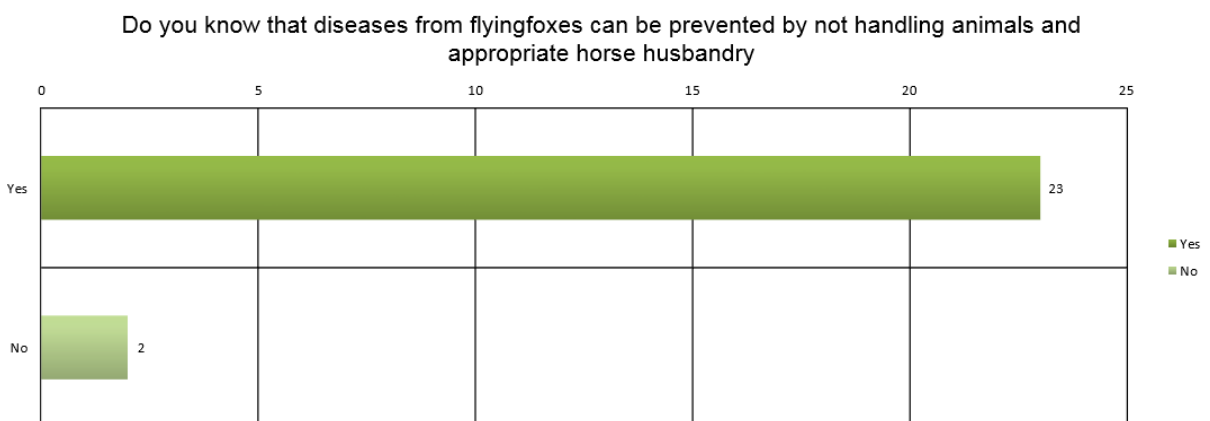 Do you know that diseases from flyingfoxes can be prevented by not handling animals and
appropriate horse husbandry
0 5 10 15 20 25
Yes 23
Yes
No
No 2